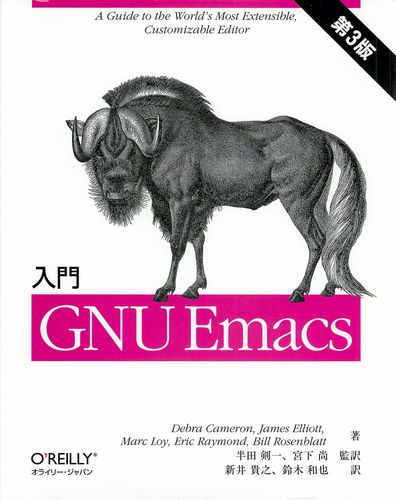 A Guide to the World's Most Extensible,
Customizable Editor
第3版
入門
GNU Emacs
Debra Cameron, James Elliott,
Marc Loy, Eric Raymond, Bill Rosenblatt 著
O'REILLY®
オライリー・ジャパン
半田 剣一、宮下 尚 監訳
新井 貴之、鈴木 和也 訳